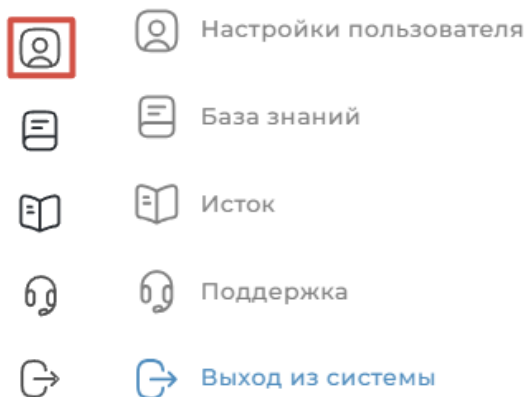 Настройки пользователя
База знаний
Исток
Поддержка
Выход из системы